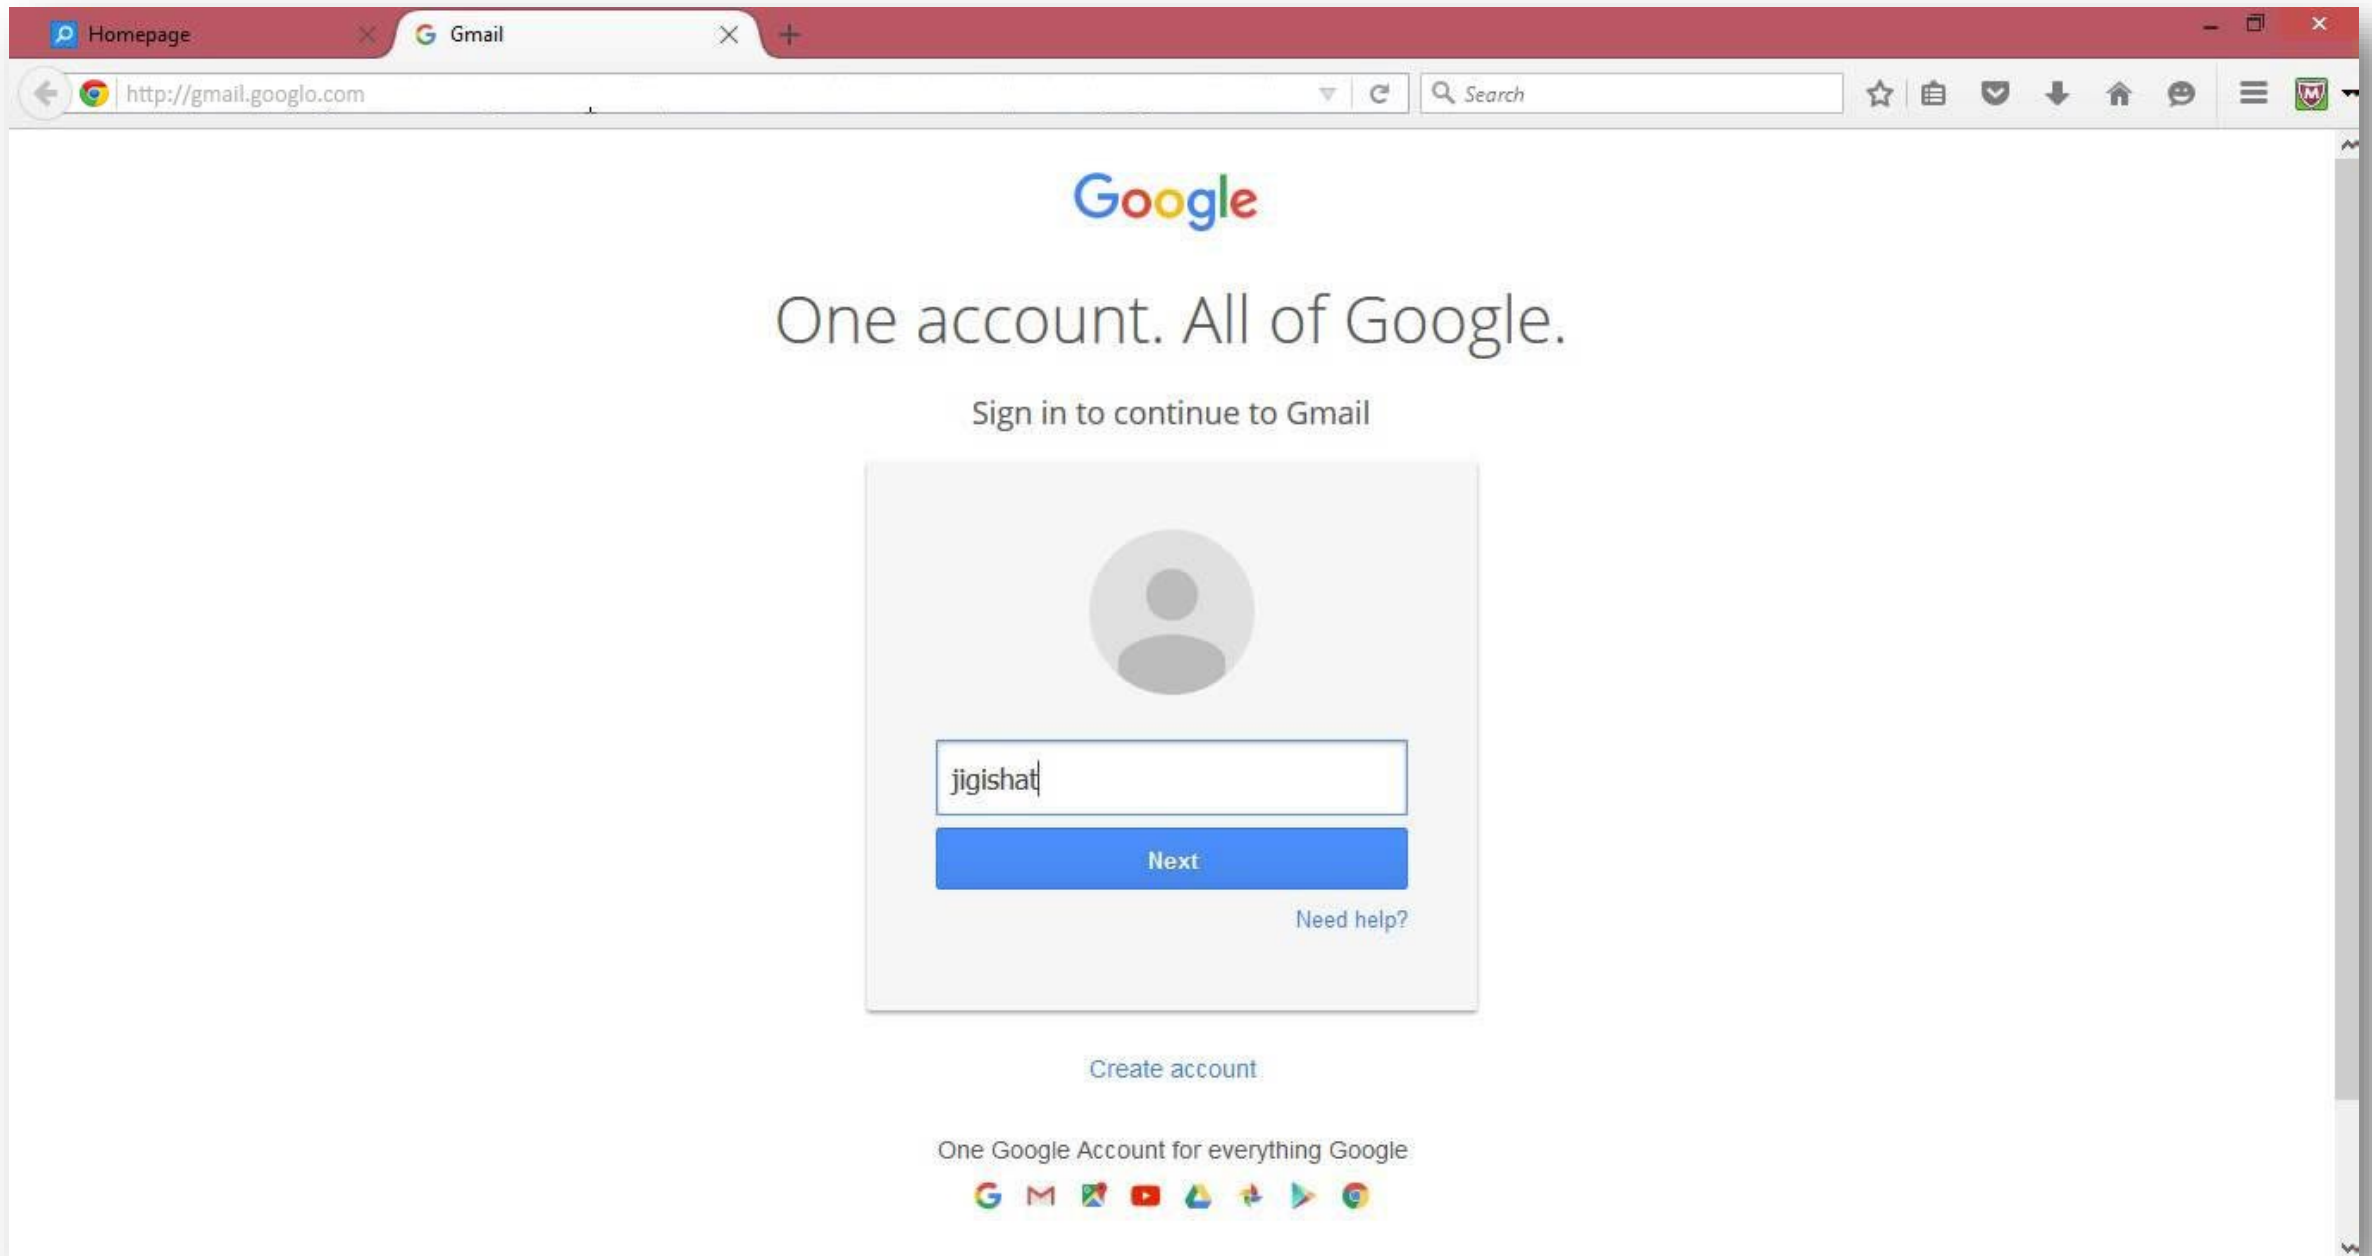 Homepage
Gmail
http://gmail.googlo.com
Search
Google
One account. All of Google.
Sign in to continue to Gmail
jigishat
Next
Need help?
Create account
One Google Account for everything Google